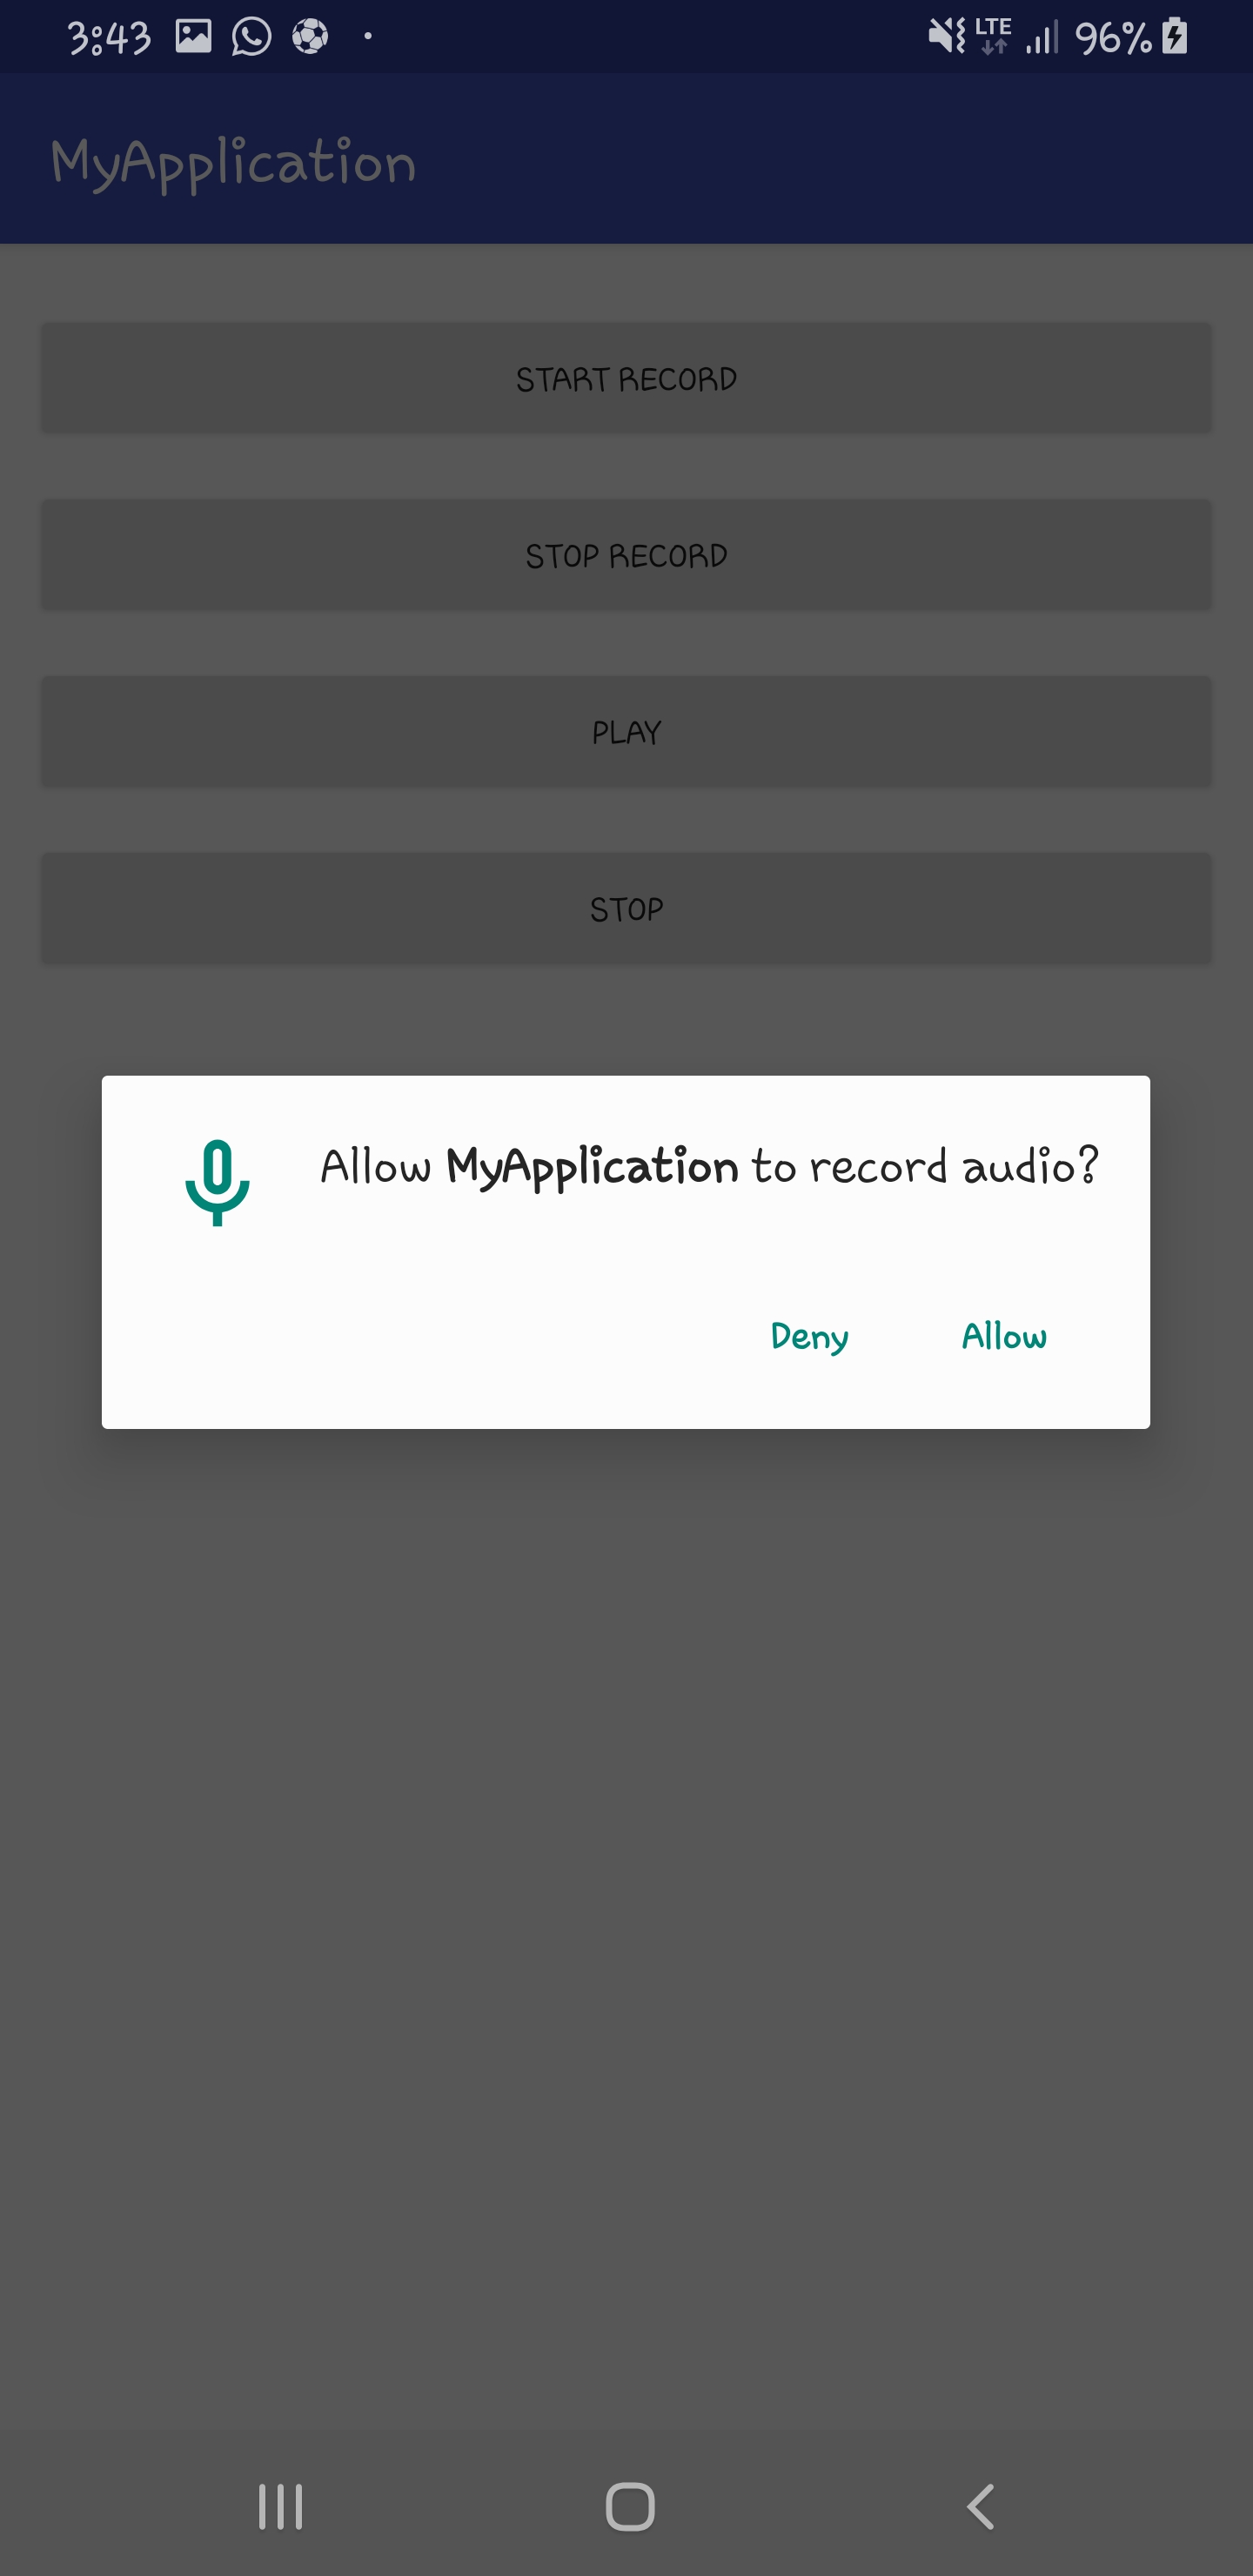 3:43 LTE 96%
MyApplication
START RECORD
STOP RECORD
PLAY
STOP
Allow MyApplication to record audio?
Deny Allow